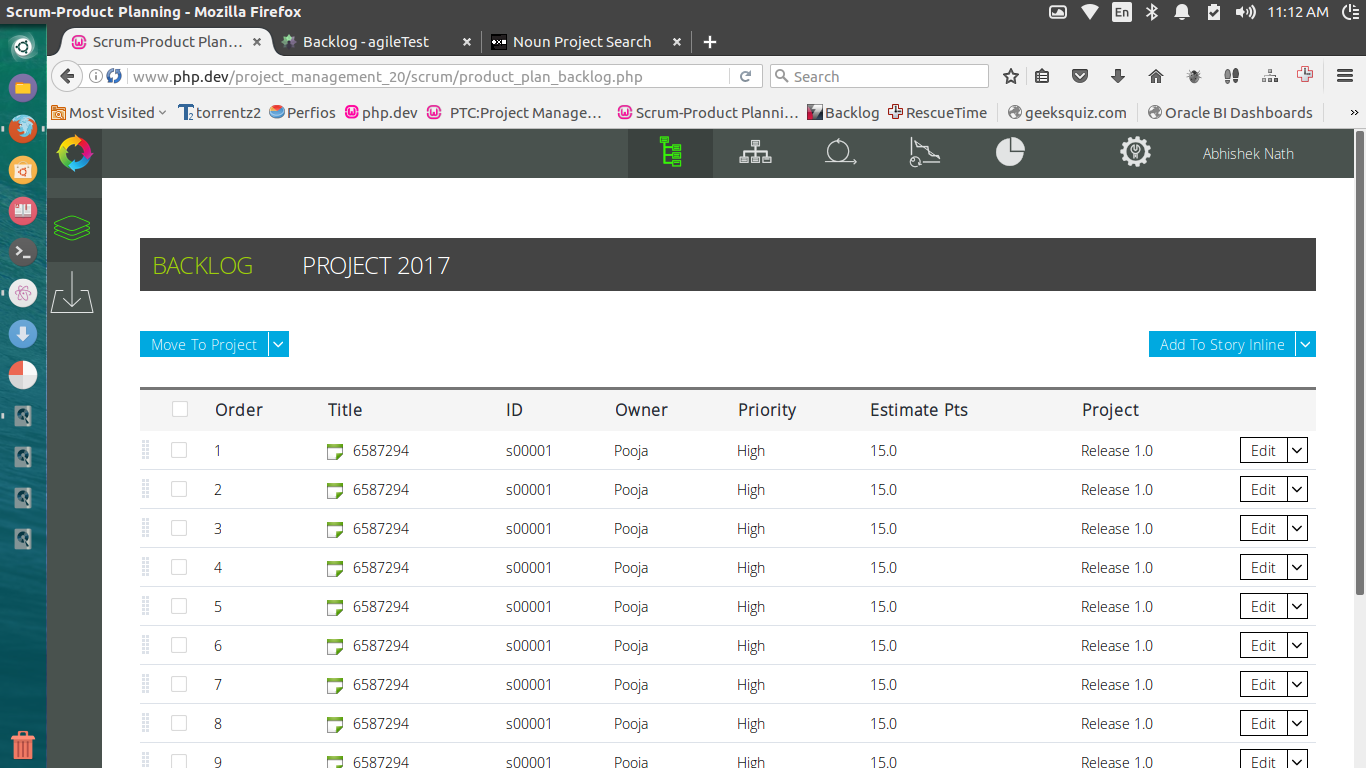 Scrum-Product Planning - Mozilla Firefox
En
11:12 AM
Scrum-Product Plan...
Backlog - agileTest
Noun Project Search
www.php.dev/project_management_20/scrum/product_plan_backlog.php
Search
Most Visited
torrentz2
Perfios
php.dev
PTC:Project Manage...
Scrum-Product Planni...
Backlog
RescueTime
geeksquiz.com
Oracle BI Dashboards
Abhishek Nath
BACKLOG PROJECT 2017
Move To Project
Add To Story Inline
Order Title ID Owner Priority Estimate Pts Project
1 6587294 s00001 Pooja High 15.0 Release 1.0 Edit
2 6587294 s00001 Pooja High 15.0 Release 1.0 Edit
3 6587294 s00001 Pooja High 15.0 Release 1.0 Edit
4 6587294 s00001 Pooja High 15.0 Release 1.0 Edit
5 6587294 s00001 Pooja High 15.0 Release 1.0 Edit
6 6587294 s00001 Pooja High 15.0 Release 1.0 Edit
7 6587294 s00001 Pooja High 15.0 Release 1.0 Edit
8 6587294 s00001 Pooja High 15.0 Release 1.0 Edit
9 6587294 s00001 Pooja High 15.0 Release 1.0 Edit